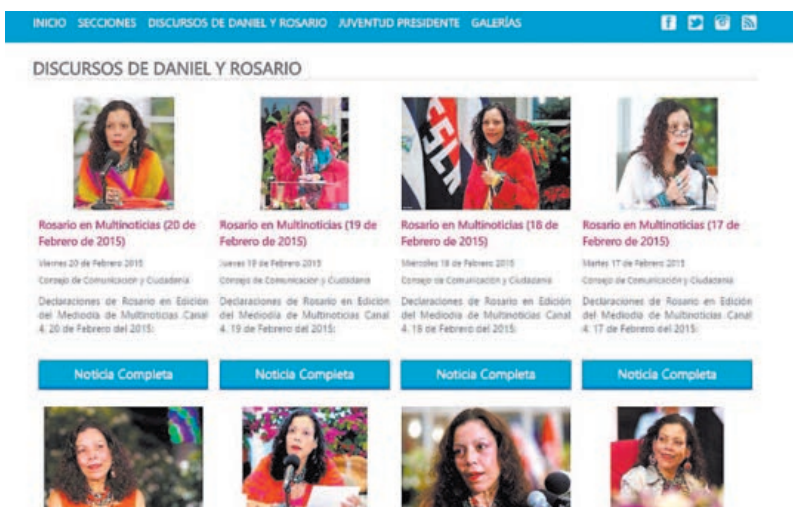 INICIO SECCIONES DISCURSOS DE DANIEL Y ROSARIO JUVENTUD PRESIDENTE GALERÍAS
DISCURSOS DE DANIEL Y ROSARIO
FSLN
Rosario en Multinoticias (20 de
Febrero de 2015)
Viernes 20 de Febrero 2015
Consejo de Comunicación y Ciudadanía
Declaraciones de Rosario en Edición
del Mediodía de Multinoticias Canal
4. 20 de Febrero del 2015:
Noticia Completa
Rosario en Multinoticias (19 de
Febrero de 2015)
Jueves 19 de Febrero 2015
Consejo de Comunicación y Ciudadanía
Declaraciones de Rosario en Edición
del Mediodía de Multinoticias Canal
4. 19 de Febrero del 2015:
Noticia Completa
Rosario en Multinoticias (18 de
Febrero de 2015)
Miercoles 18 de Febrero 2015
Consejo de Comunicación y Ciudadanía
Declaraciones de Rosario en Edición
del Mediodía de Multinoticias Canal
4. 18 de Febrero del 2015:
Noticia Completa
Rosario en Multinoticias (17 de
Febrero de 2015)
Martes 17 de Febrero 2015
Consejo de Comunicación y Ciudadanía
Declaraciones de Rosario en Edición
del Mediodía de Multinoticias Canal
4. 17 de Febrero del 2015:
Noticia Completa